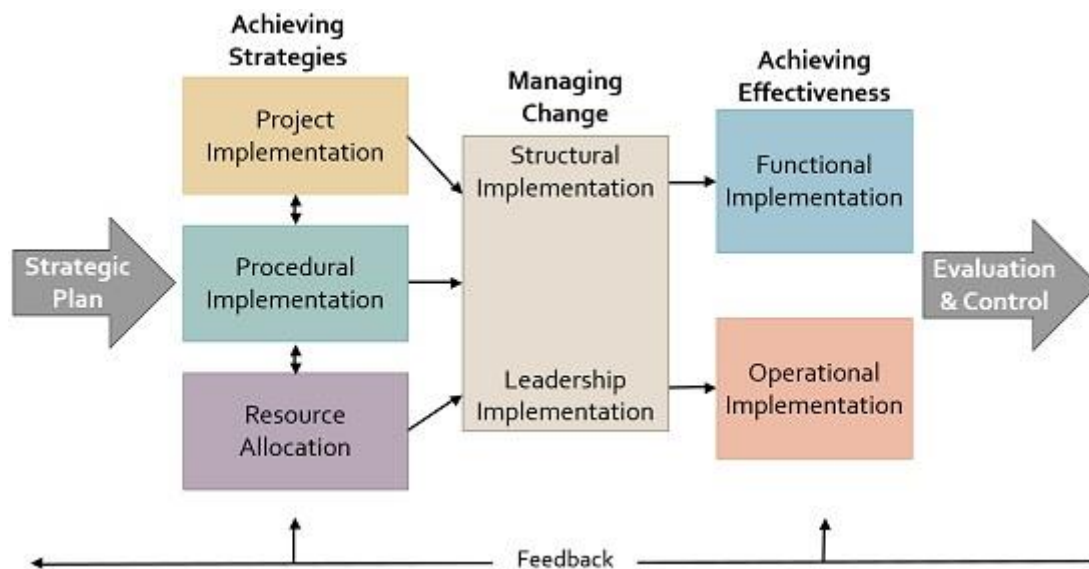 Achieving
Strategies
Project
Implementation
Procedural
Implementation
Resource
Allocation
Strategic
Plan
Managing
Change
Structural
Implementation
Leadership
Implementation
Achieving
Effectiveness
Functional
Implementation
Operational
Implementation
Evaluation
& Control
Feedback